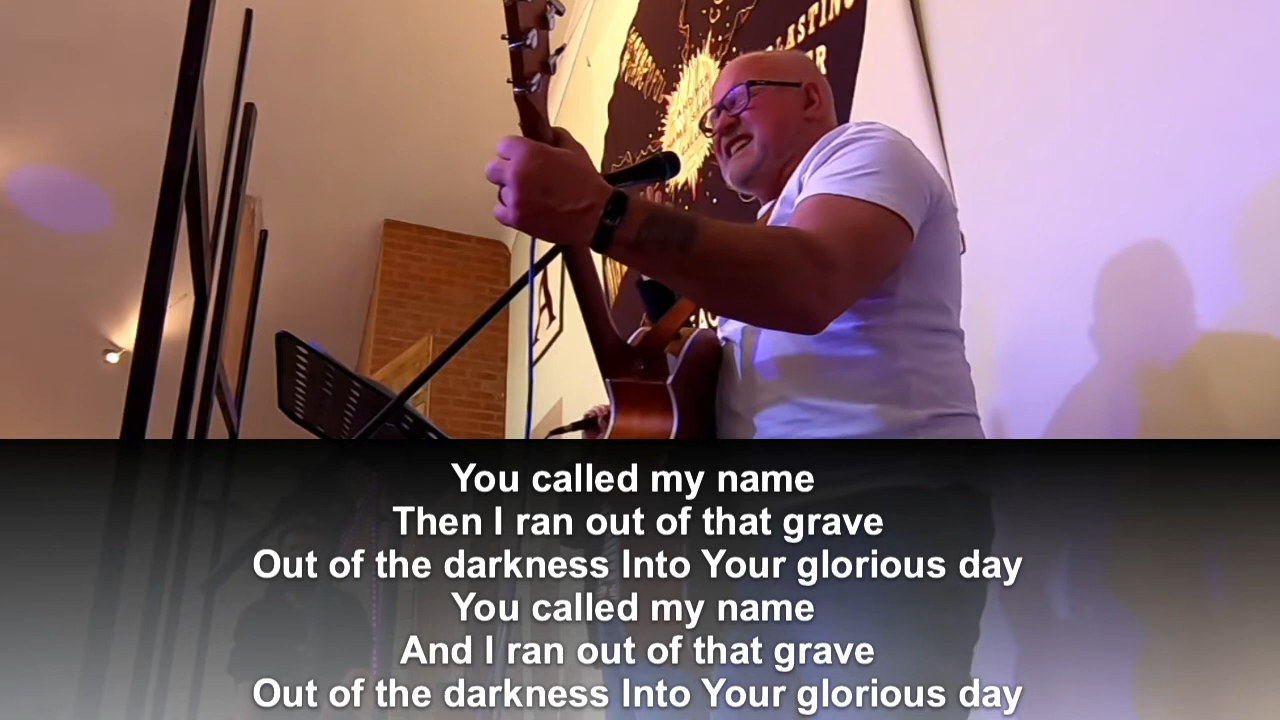 LASTING
You called my name
Then I ran out of that grave
Out of the darkness Into Your glorious day
You called my name
And I ran out of that grave
Out of the darkness Into Your glorious day